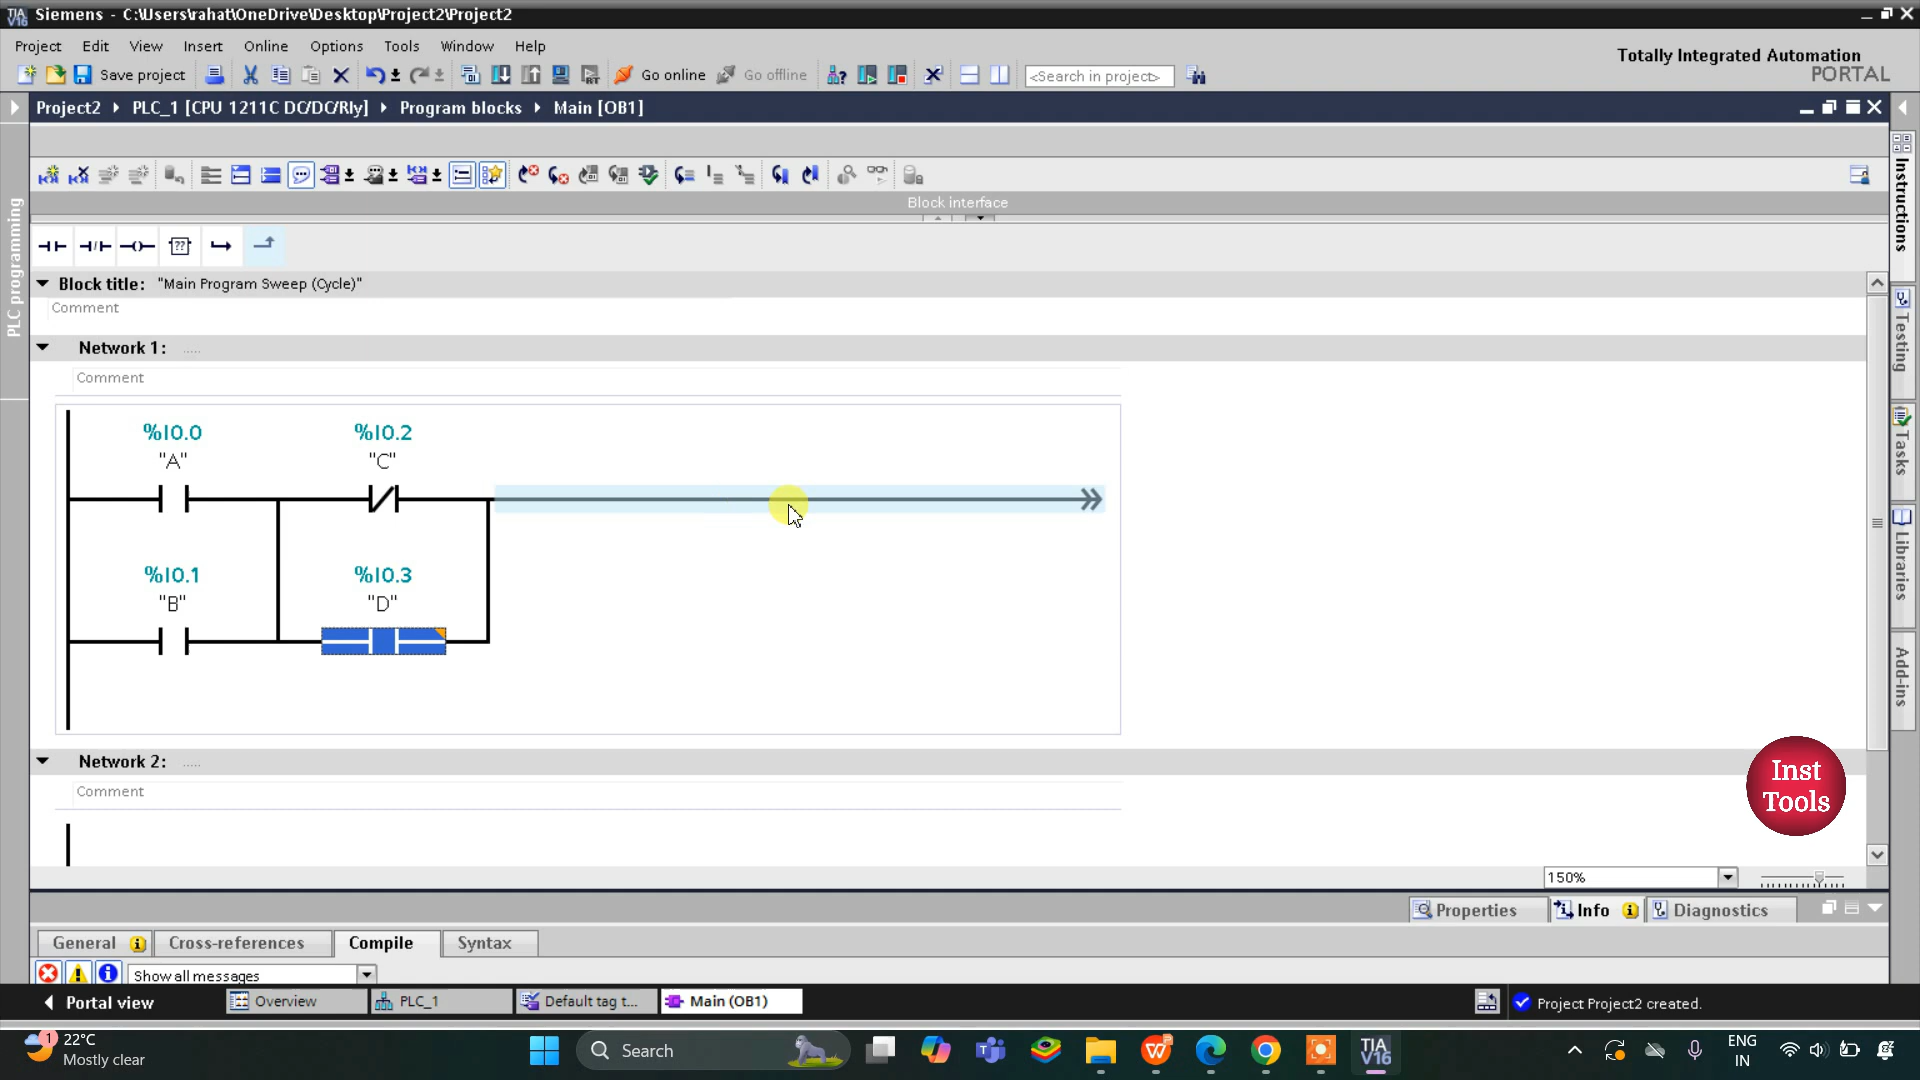 Siemens - C:\Users\rahat\OneDrive\Desktop\Project2\Project2
Project Edit View Insert Online Options Tools Window Help
Totally Integrated Automation
PORTAL
Save project Go online Go offline <Search in project>
Project2 PLC_1 [CPU 1211C DC/DC/Rly] Program blocks Main [OB1]
Block interface
PLC programming
Instructions
Testing
Tasks
Libraries
Add-ins
??
Block title: "Main Program Sweep (Cycle)"
Comment
Network 1: .....
Comment
%I0.0 %I0.2
"A" "C"
%I0.1 %I0.3
"B" "D"
Network 2: .....
Comment
Inst
Tools
150%
Properties Info Diagnostics
General Cross-references Compile Syntax
Show all messages
Portal view Overview PLC_1 Default tag t... Main (OB1) Project Project2 created.
1 22°C
Mostly clear
Search
TIA
V16
ENG
IN